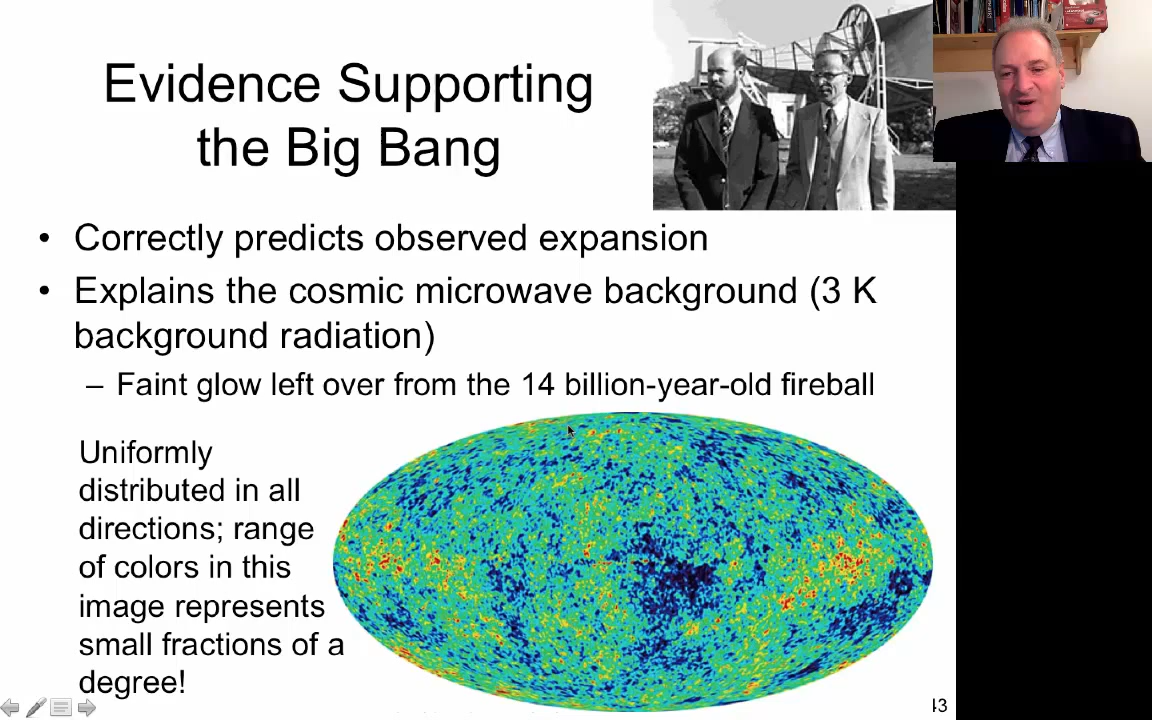 Evidence Supporting
the Big Bang
• Correctly predicts observed expansion
• Explains the cosmic microwave background (3 K
background radiation)
– Faint glow left over from the 14 billion-year-old fireball
Uniformly
distributed in all
directions; range
of colors in this
image represents
small fractions of a
degree!
43